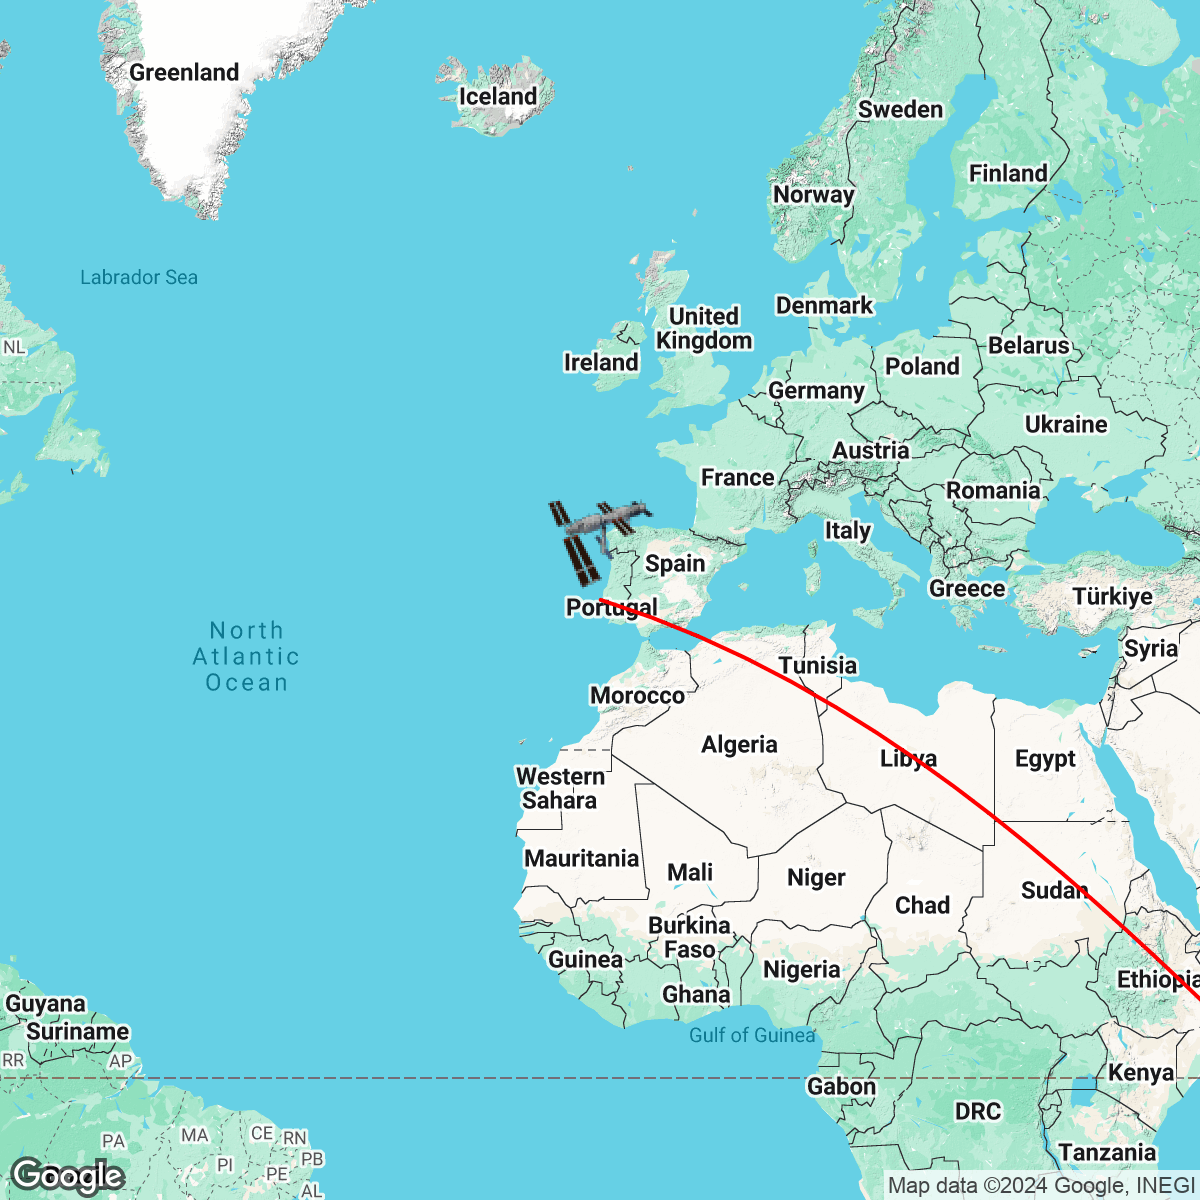 Greenland
Iceland
Sweden
Finland
Norway
Labrador Sea
Denmark
United
Kingdom
NL
Belarus
Ireland
Poland
Germany
Ukraine
Austria
France
Romania
Italy
Spain
Greece
Türkiye
Portugal
North
Atlantic
Ocean
Syria
Tunisia
Morocco
Algeria
Libya
Egypt
Western
Sahara
Mauritania
Mali
Niger
Sudan
Chad
Burkina
Faso
Guinea
Nigeria
Ethiopia
Ghana
Guyana
Suriname
Gulf of Guinea
RR
AP
Kenya
Gabon
DRC
PA
MA
CE
RN
Tanzania
PB
PI
PE
AL
Google
Map data ©2024 Google, INEGI